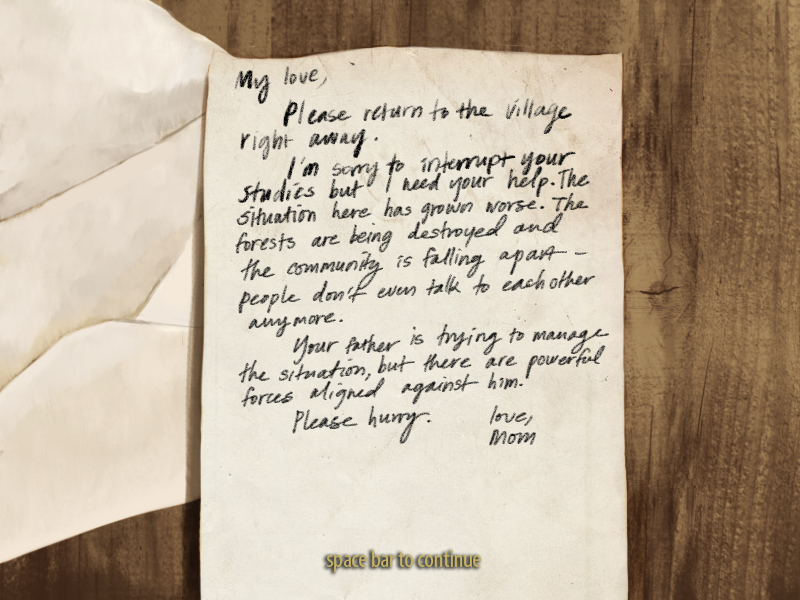 My love,
Please return to the village
right away.
I'm sorry to interrupt your
studies but I need your help. The
situation here has grown worse. The
forests are being destroyed and
the community is falling apart -
people don't even talk to each other
anymore.
Your father is trying to manage
the situation, but there are powerful
forces aligned against him.
Please hurry.
love,
Mom
space bar to continue